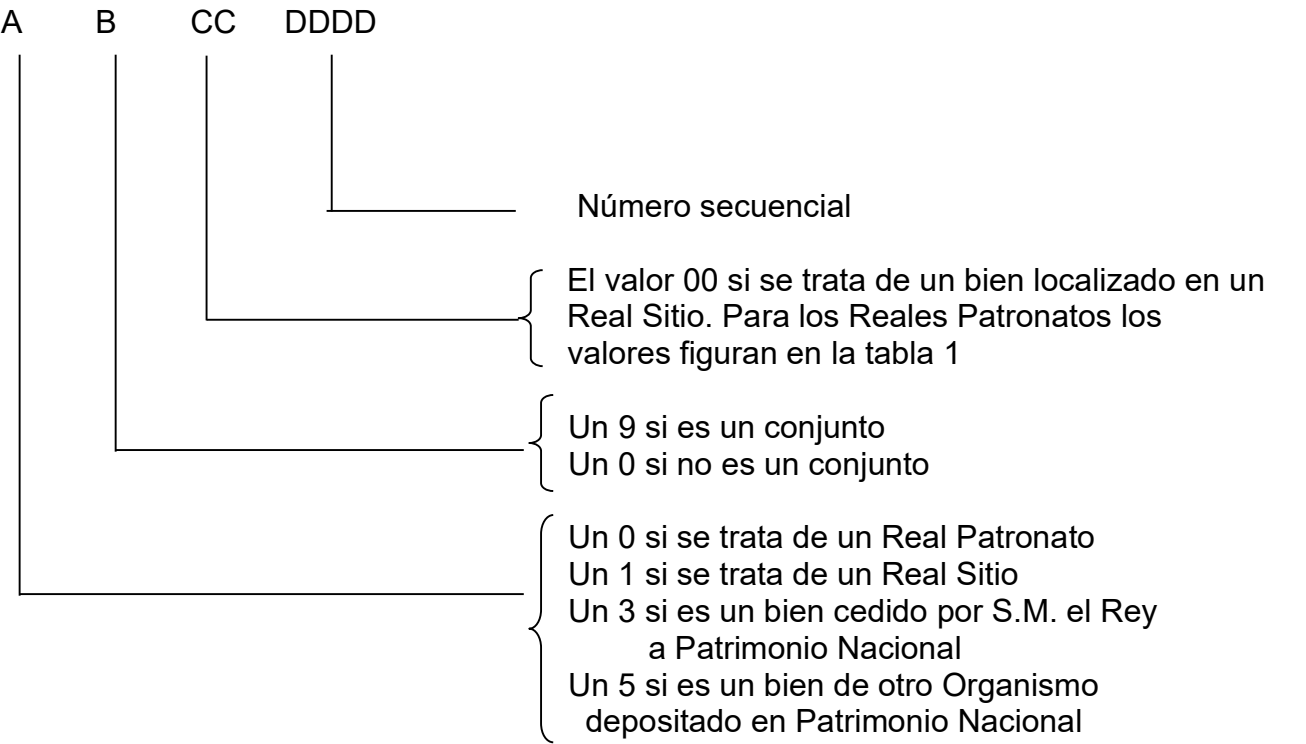 A B CC DDDD
Número secuencial
El valor 00 si se trata de un bien localizado en un
Real Sitio. Para los Reales Patronatos los
valores figuran en la tabla 1
Un 9 si es un conjunto
Un 0 si no es un conjunto
Un 0 si se trata de un Real Patronato
Un 1 si se trata de un Real Sitio
Un 3 si es un bien cedido por S.M. el Rey
a Patrimonio Nacional
Un 5 si es un bien de otro Organismo
depositado en Patrimonio Nacional